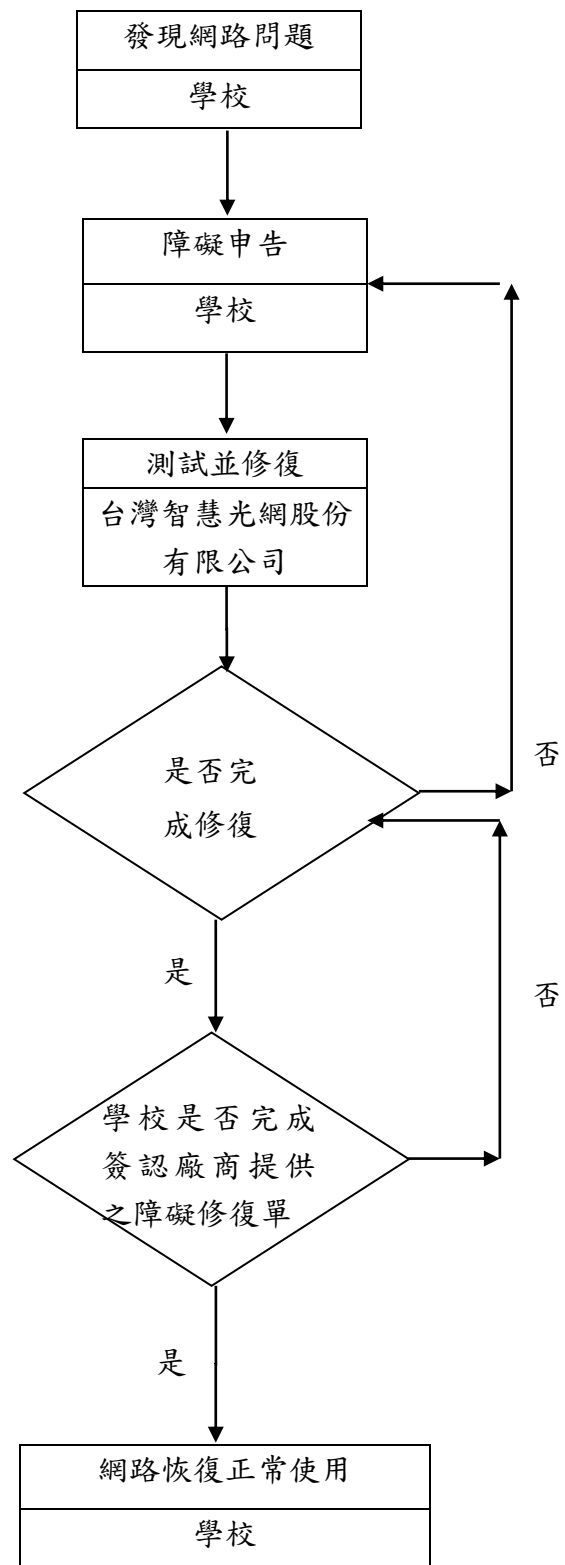 發現網路問題
學校
障礙申告
學校
測試並修復
台灣智慧光網股份
有限公司
是否完
成修復
否
是
否
學校是否完成
簽認廠商提供
之障礙修復單
是
網路恢復正常使用
學校